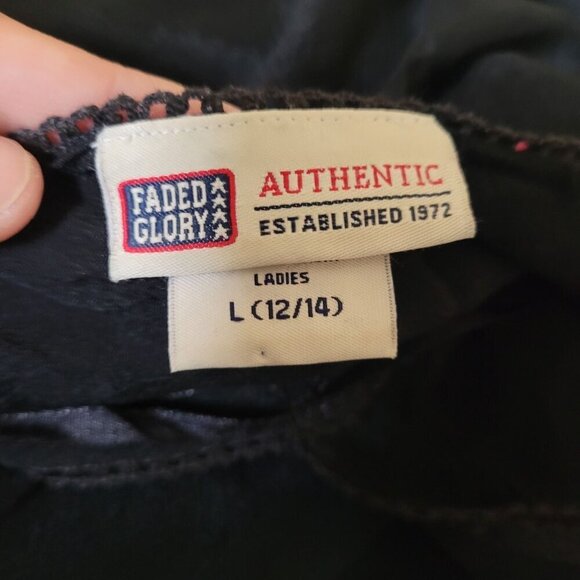 FADED
GLORY
AUTHENTIC
ESTABLISHED 1972
LADIES
L (12/14)